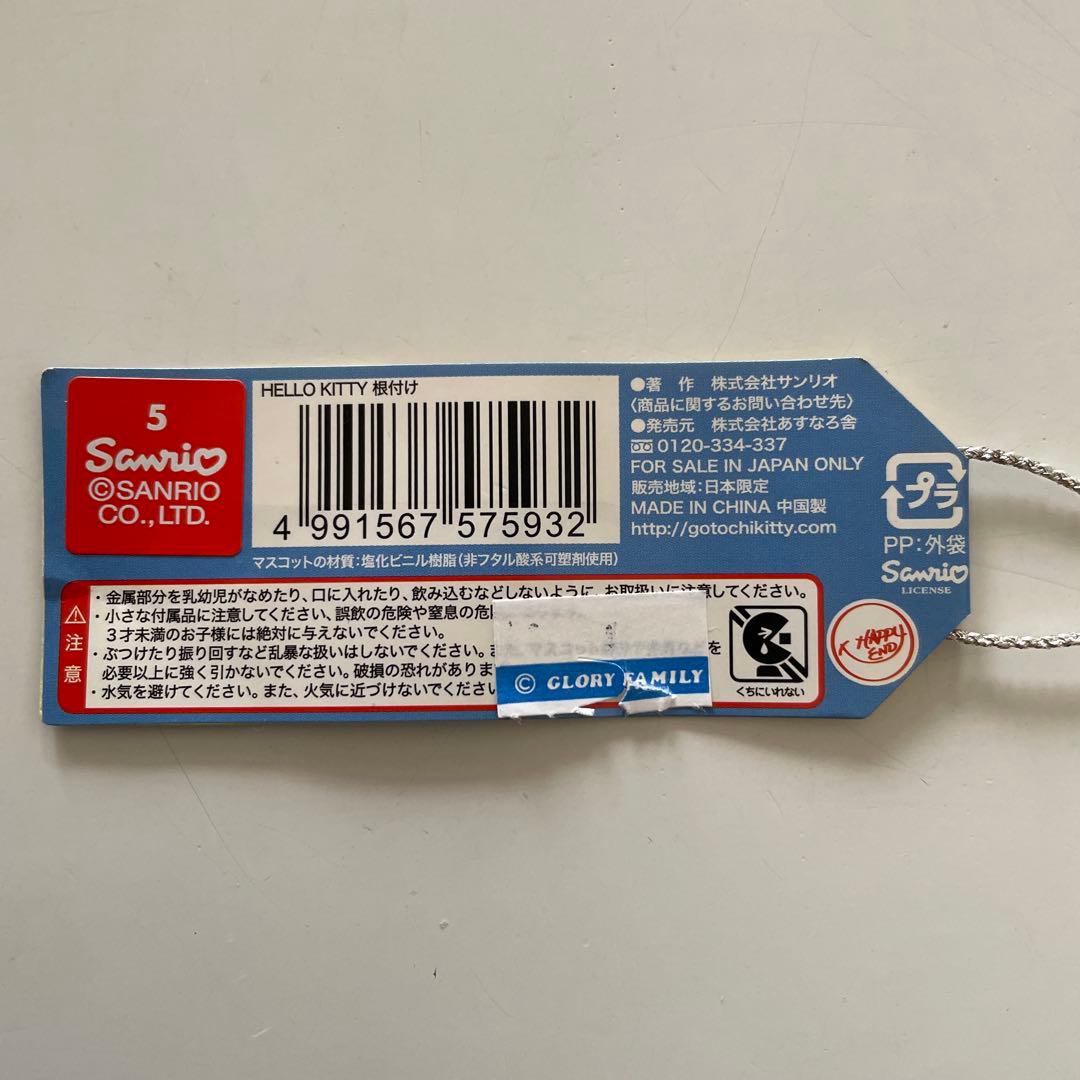 5
Sanrio
©SANRIO
CO.,LTD.
HELLO KITTY 根付け
4 991567 575932
マスコットの材質:塩化ビニル樹脂(非フタル酸系可塑剤使用)
●著 作 株式会社サンリオ
〈商品に関するお問い合わせ先〉
●発売元 株式会社あすなろ舎
0120-334-337
FOR SALE IN JAPAN ONLY
販売地域:日本限定
MADE IN CHINA 中国製
http://gotochikitty.com
プラ
PP:外袋
Sanrio
LICENSE
HAPPY
END
注意
・金属部分を乳幼児がなめたり、口に入れたり、飲み込むなどしないように、お取扱いに注意してください。
・小さな付属品に注意してください、誤飲の危険や窒息の危
3才未満のお子様には絶対に与えないでください。
・ぶつけたり振り回すなど乱暴な扱いはしないでください。ま を
必要以上に強く引かないでください。破損の恐れがありま
・水気を避けてください。また、火気に近づけないでくださ
© GLORY FAMILY
くちにいれない